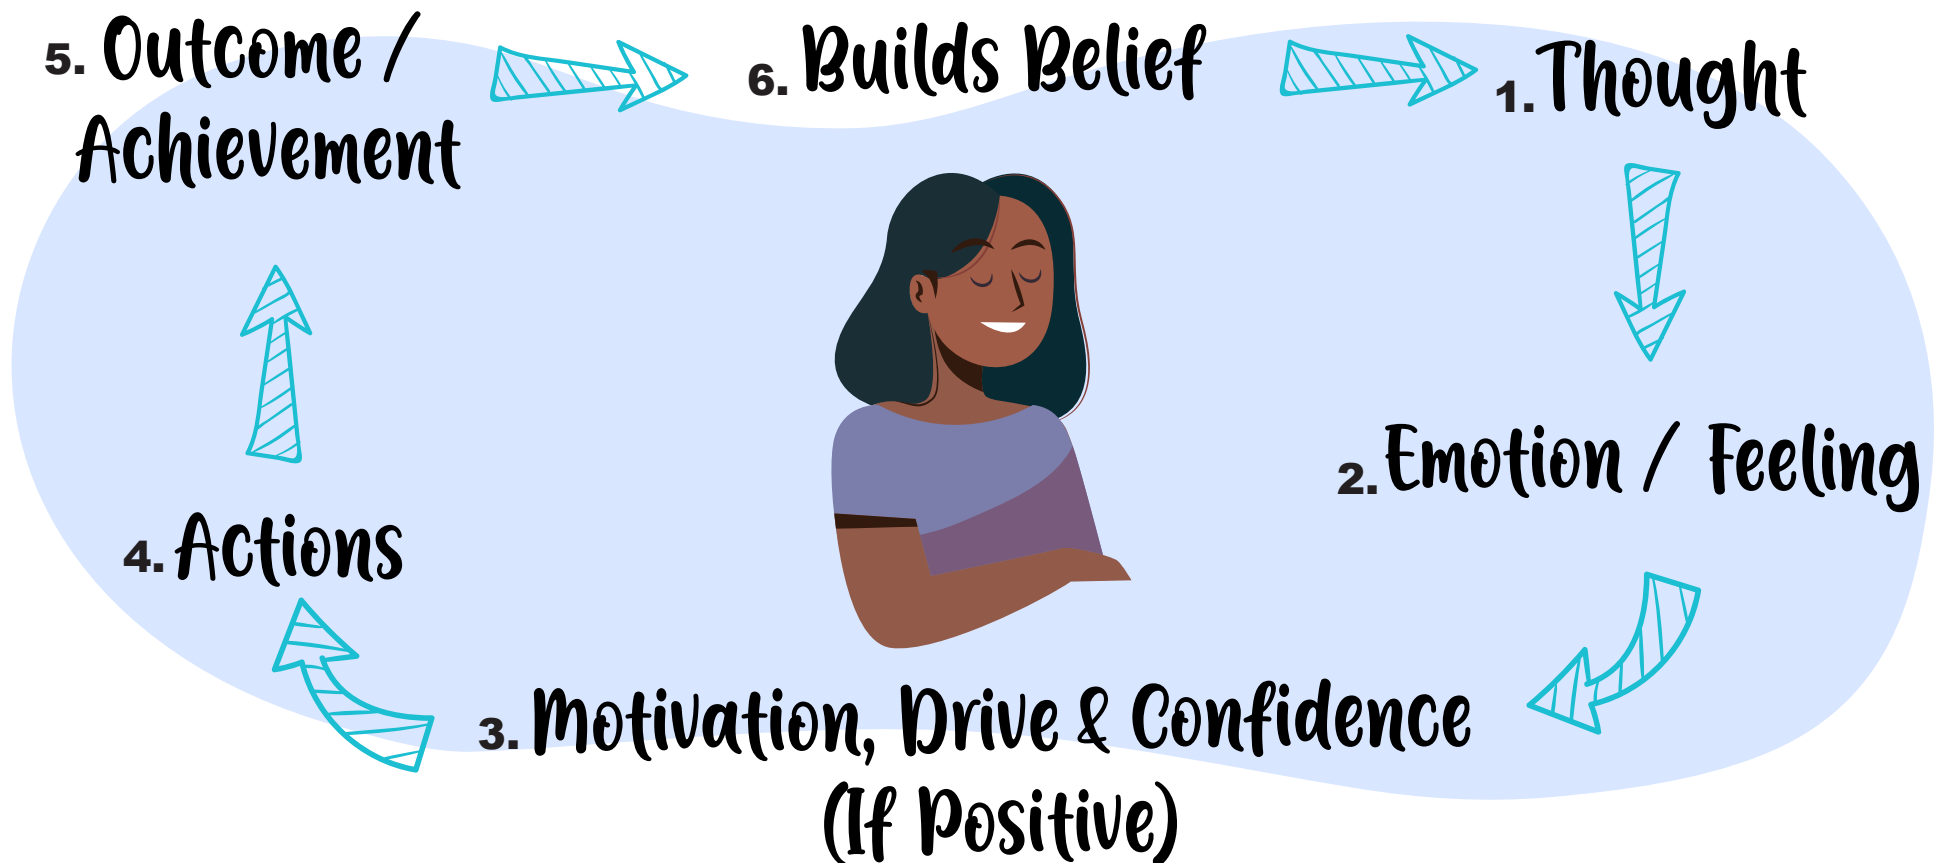 5. Outcome /
Achievement
6. Builds Belief
1. Thought
2. Emotion / Feeling
3. Motivation, Drive & Confidence
(If Positive)
4. Actions